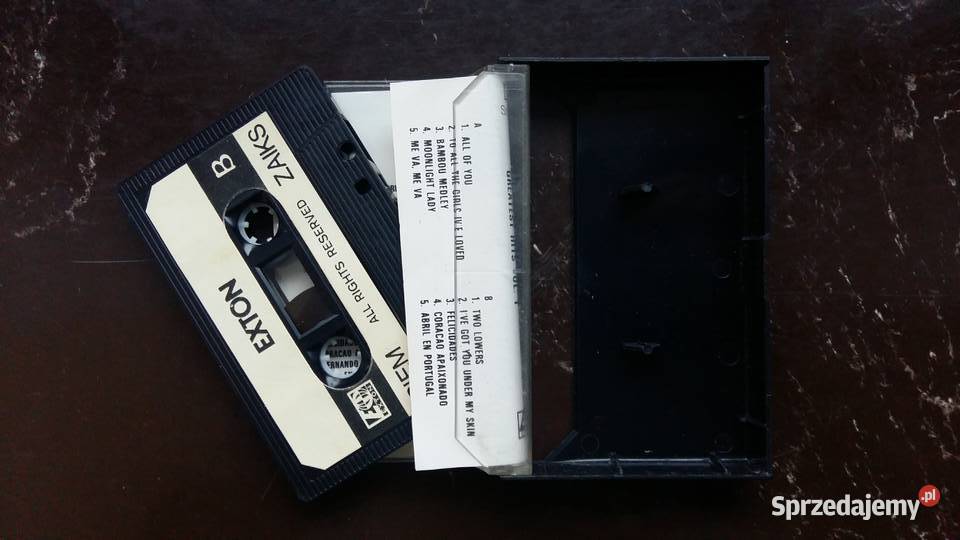 B
ZAIKS
ALL RIGHTS RESERVED
EXTON
BIEM
GREATEST HITS
A
1. ALL OF YOU
2. TO ALL THE GIRLS IV'E LOVED
3. BAMBOU MEDLEY
4. MOONLIGHT LADY
5. ME VA, ME VA
B
1. TWO LOWERS
2. I'VE GOT YOU UNDER MY SKIN
3. FELICIDADES
4. CORACAO APAIXONADO
5. ABRIL EN PORTUGAL
Sprzedajemy.pl